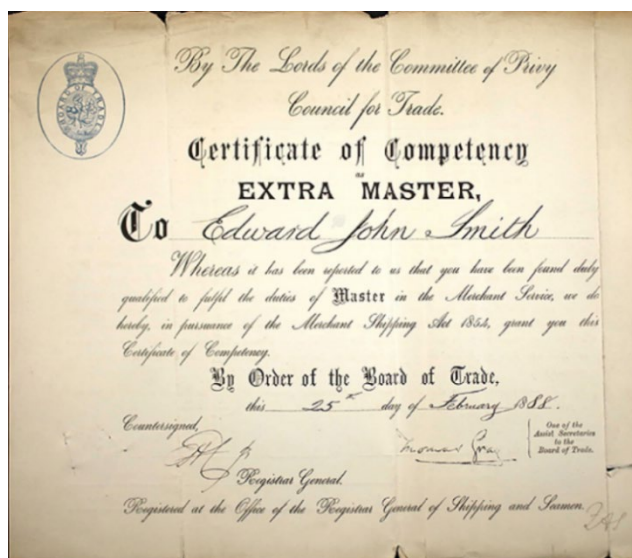 BOARD OF TRADE
By The Lords of the Committee of Privy
Council for Trade.
Certificate of Competency
as
EXTRA MASTER,
To Edward John Smith
Whereas it has been reported to us that you have been found duly
qualified to fulfil the duties of Master in the Merchant Service, we do
hereby, in pursuance of the Merchant Shipping Act 1854, grant you this
Certificate of Competency.
By Order of the Board of Trade,
this 25th day of February 1888.
Countersigned,
One of the
Assist. Secretaries
to the
Board of Trade.
Thomas Gray
Registrar General.
Registered at the Office of the Registrar General of Shipping and Seamen.